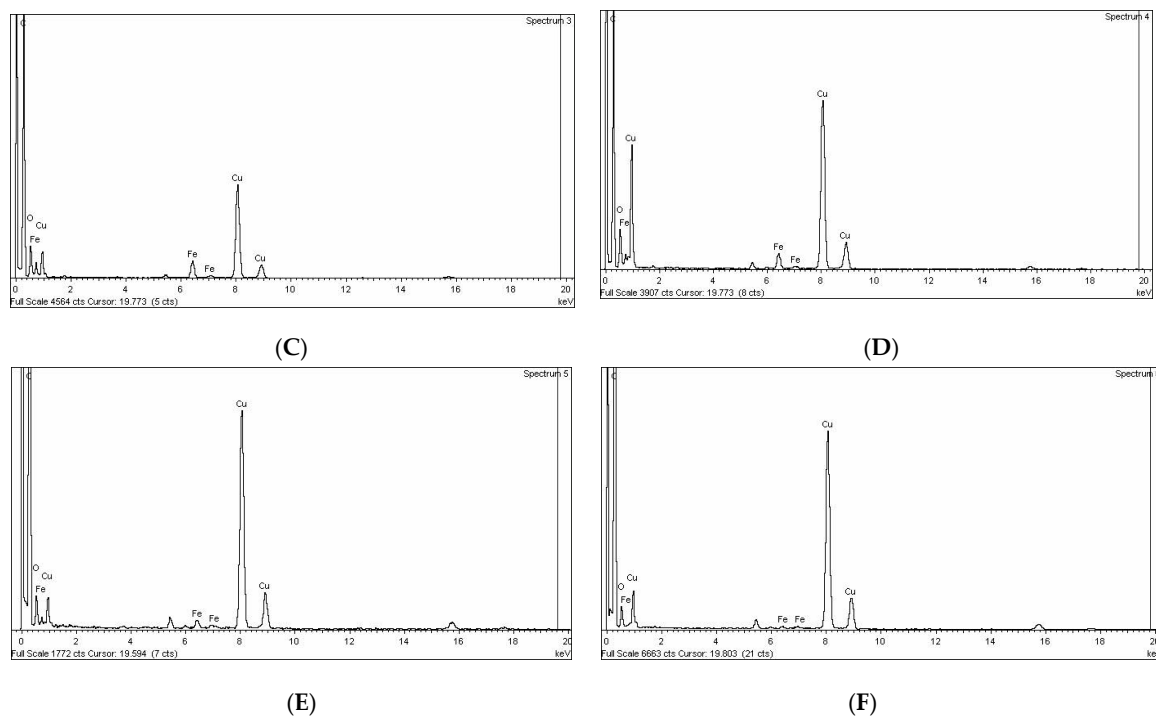 Spectrum 3
C
Cu
O
Cu
Fe
Fe
Fe
Cu
0 2 4 6 8 10 12 14 16 18 20
Full Scale 4564 cts Cursor: 19.773 (5 cts) keV
(C)
Spectrum 4
C
Cu
Cu
O
Fe
Fe
Fe
Cu
0 2 4 6 8 10 12 14 16 18 20
Full Scale 3907 cts Cursor: 19.773 (8 cts) keV
(D)
Spectrum 5
C
Cu
O
Cu
Fe
Fe
Fe
Cu
0 2 4 6 8 10 12 14 16 18 20
Full Scale 1772 cts Cursor: 19.594 (7 cts) keV
(E)
Spectrum
C
Cu
Cu
O
Fe
Fe
Fe
Cu
0 2 4 6 8 10 12 14 16 18 20
Full Scale 6663 cts Cursor: 19.803 (21 cts) keV
(F)